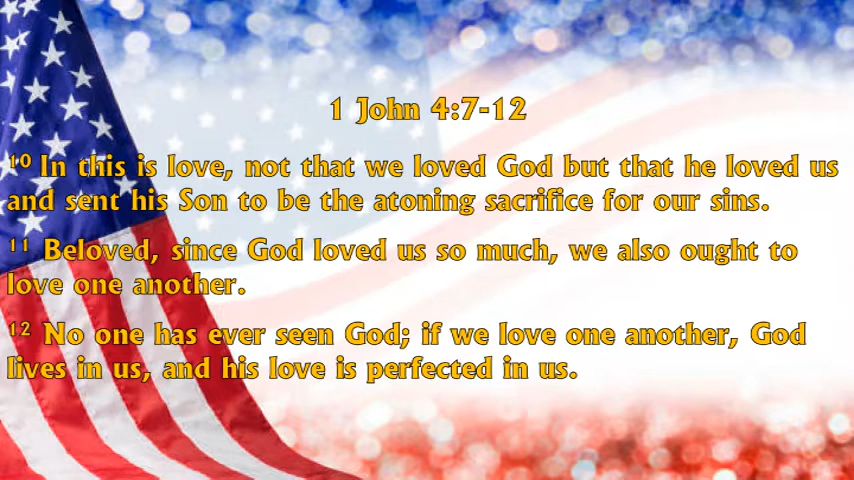 1 John 4:7-12
¹⁰ In this is love, not that we loved God but that he loved us
and sent his Son to be the atoning sacrifice for our sins.
¹¹ Beloved, since God loved us so much, we also ought to
love one another.
¹² No one has ever seen God; if we love one another, God
lives in us, and his love is perfected in us.